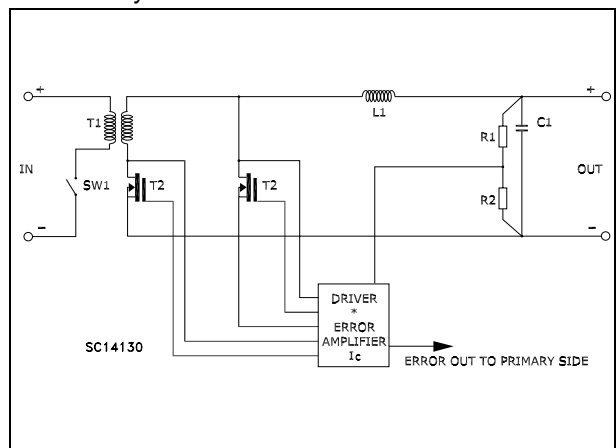 +
+
T1
L1
R1
C1
IN
SW1
T2
T2
OUT
R2
−
−
DRIVER
*
ERROR
AMPLIFIER
Ic
SC14130
ERROR OUT TO PRIMARY SIDE